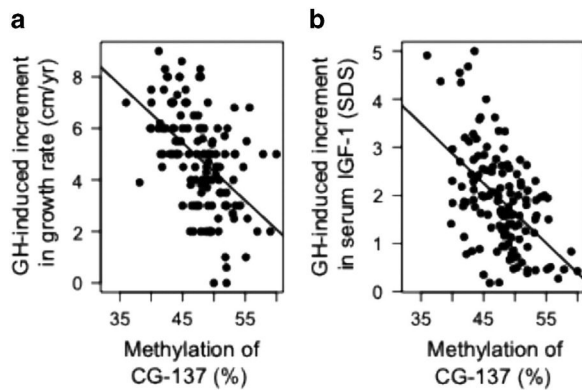 a
GH-induced increment
in growth rate (cm/yr)
8
6
4
2
0
35 45 55
Methylation of
CG-137 (%)
b
GH-induced increment
in serum IGF-1 (SDS)
5
4
3
2
1
0
35 45 55
Methylation of
CG-137 (%)